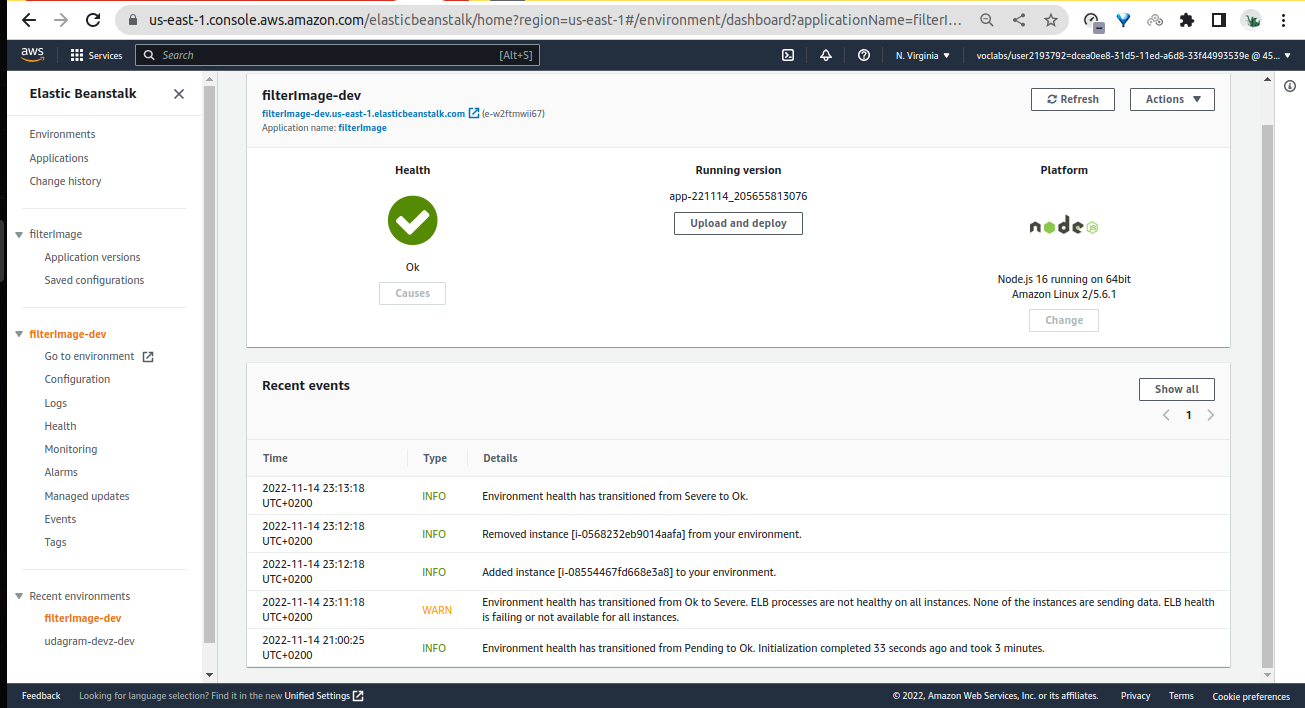 us-east-1.console.aws.amazon.com/elasticbeanstalk/home?region=us-east-1#/environment/dashboard?applicationName=filterI...
aws
Services
Search
[Alt+S]
N. Virginia
voclabs/user2193792=dcea0ee8-31d5-11ed-a6d8-33f44993539e @ 45...
Elastic Beanstalk
Environments
Applications
Change history
filterImage
Application versions
Saved configurations
filterImage-dev
Go to environment
Configuration
Logs
Health
Monitoring
Alarms
Managed updates
Events
Tags
Recent environments
filterImage-dev
udagram-devz-dev
filterImage-dev
filterImage-dev.us-east-1.elasticbeanstalk.com (e-w2ftmwii67)
Application name: filterImage
Refresh
Actions
Health
Ok
Causes
Running version
app-221114_205655813076
Upload and deploy
Platform
node JS
Node.js 16 running on 64bit
Amazon Linux 2/5.6.1
Change
Recent events
Show all
1
Time Type Details
2022-11-14 23:13:18
UTC+0200
INFO
Environment health has transitioned from Severe to Ok.
2022-11-14 23:12:18
UTC+0200
INFO
Removed instance [i-0568232eb9014aafa] from your environment.
2022-11-14 23:12:18
UTC+0200
INFO
Added instance [i-08554467fd668e3a8] to your environment.
2022-11-14 23:11:18
UTC+0200
WARN
Environment health has transitioned from Ok to Severe. ELB processes are not healthy on all instances. None of the instances are sending data. ELB health
is failing or not available for all instances.
2022-11-14 21:00:25
UTC+0200
INFO
Environment health has transitioned from Pending to Ok. Initialization completed 33 seconds ago and took 3 minutes.
Feedback
Looking for language selection? Find it in the new Unified Settings
© 2022, Amazon Web Services, Inc. or its affiliates.
Privacy
Terms
Cookie preferences